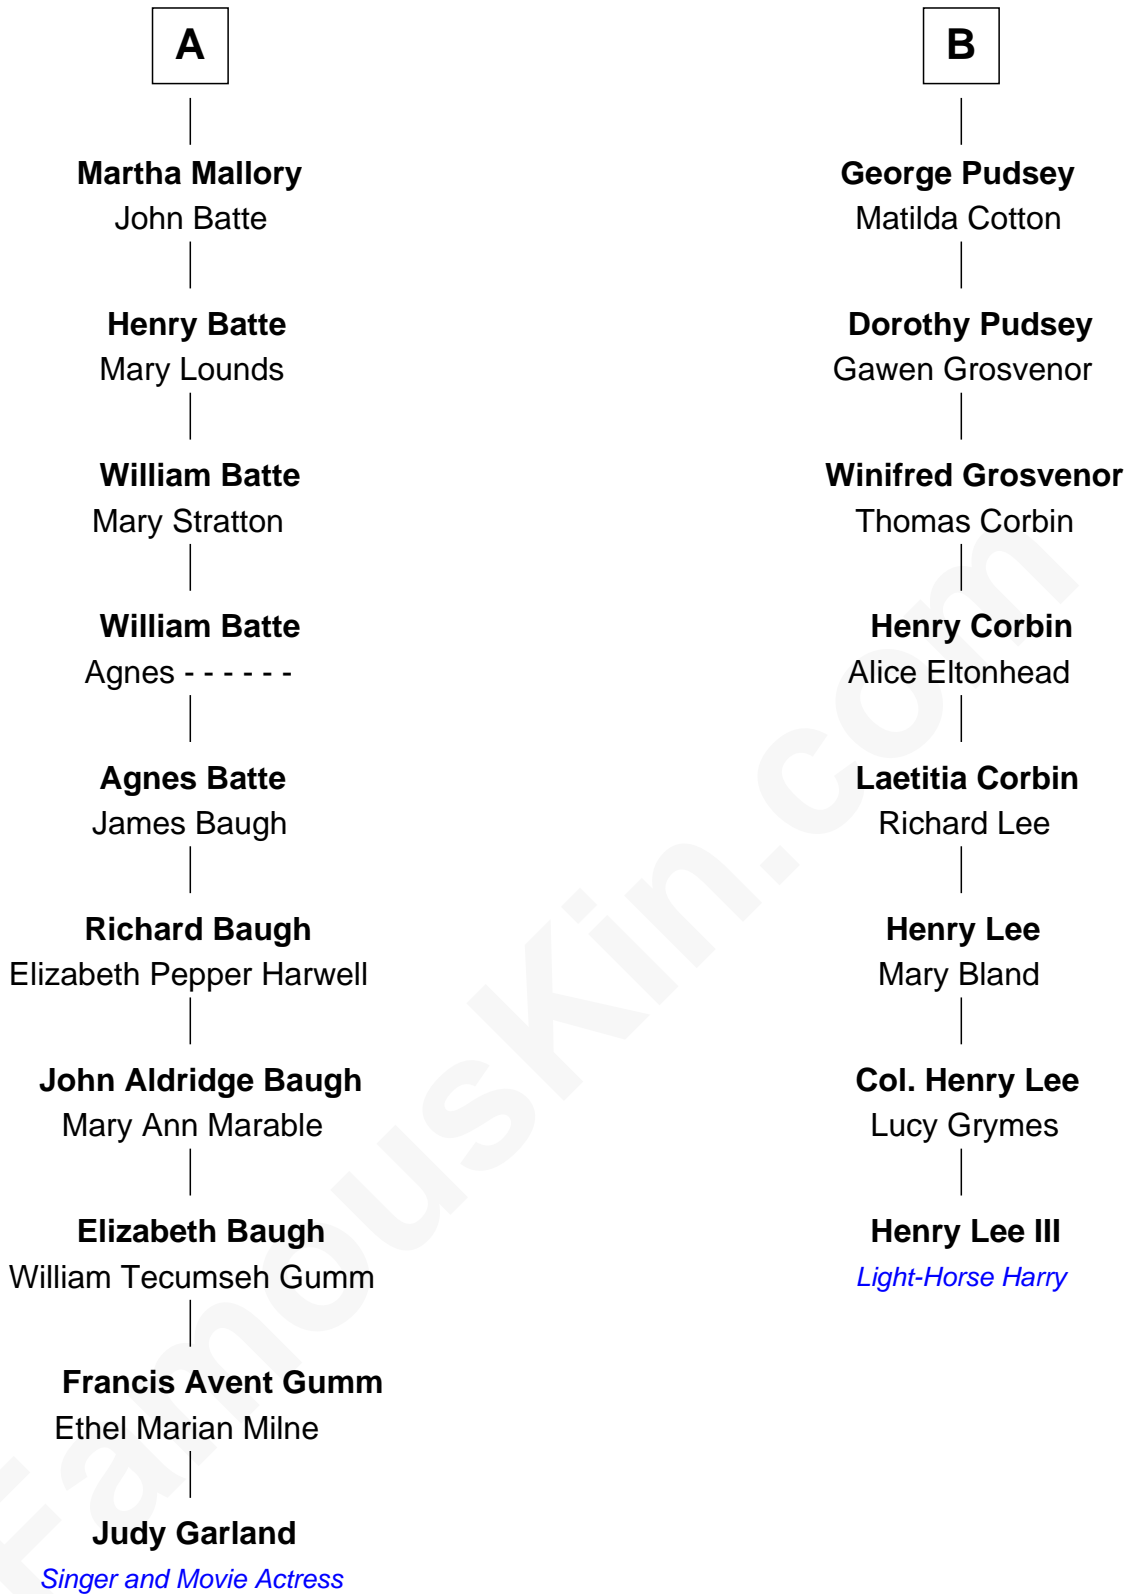 A
Martha Mallory
John Batte
Henry Batte
Mary Lounds
William Batte
Mary Stratton
William Batte
Agnes - - - - - -
Agnes Batte
James Baugh
Richard Baugh
Elizabeth Pepper Harwell
John Aldridge Baugh
Mary Ann Marable
Elizabeth Baugh
William Tecumseh Gumm
Francis Avent Gumm
Ethel Marian Milne
Judy Garland
Singer and Movie Actress
B
George Pudsey
Matilda Cotton
Dorothy Pudsey
Gawen Grosvenor
Winifred Grosvenor
Thomas Corbin
Henry Corbin
Alice Eltonhead
Laetitia Corbin
Richard Lee
Henry Lee
Mary Bland
Col. Henry Lee
Lucy Grymes
Henry Lee III
Light-Horse Harry
FamousKin.com